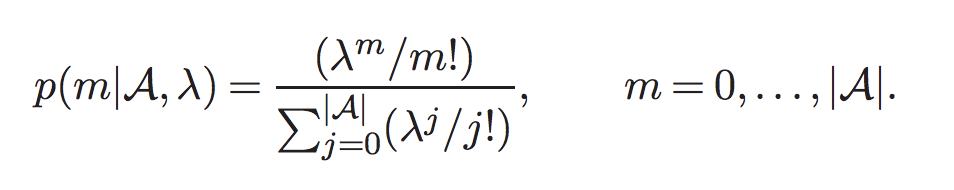 p(m|𝒜, λ) = (λ^m/m!) / ∑_{j=0}^{|𝒜|}(λ^j/j!), m = 0, . . . , |𝒜|.